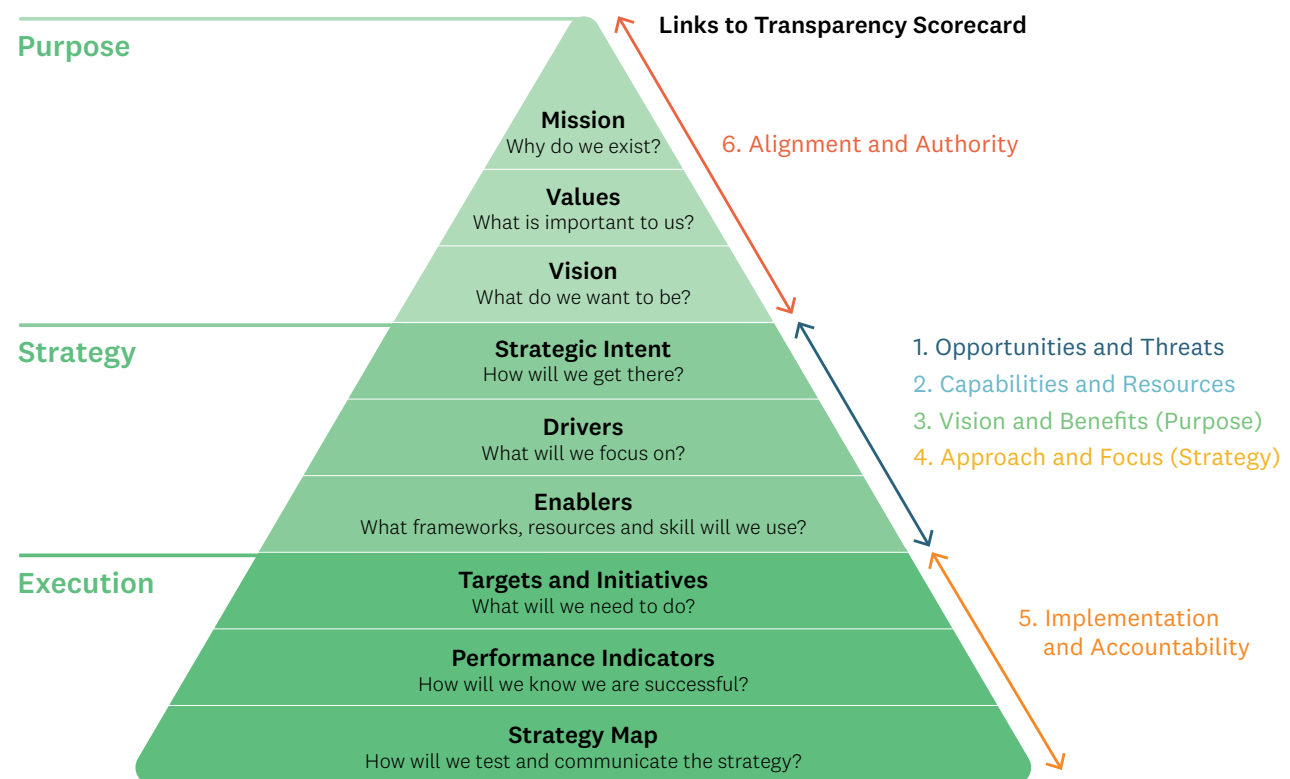 Links to Transparency Scorecard
Purpose
Mission
Why do we exist?
6. Alignment and Authority
Values
What is important to us?
Vision
What do we want to be?
Strategy
Strategic Intent
How will we get there?
1. Opportunities and Threats
2. Capabilities and Resources
3. Vision and Benefits (Purpose)
4. Approach and Focus (Strategy)
Drivers
What will we focus on?
Enablers
What frameworks, resources and skill will we use?
Execution
Targets and Initiatives
What will we need to do?
5. Implementation
and Accountability
Performance Indicators
How will we know we are successful?
Strategy Map
How will we test and communicate the strategy?